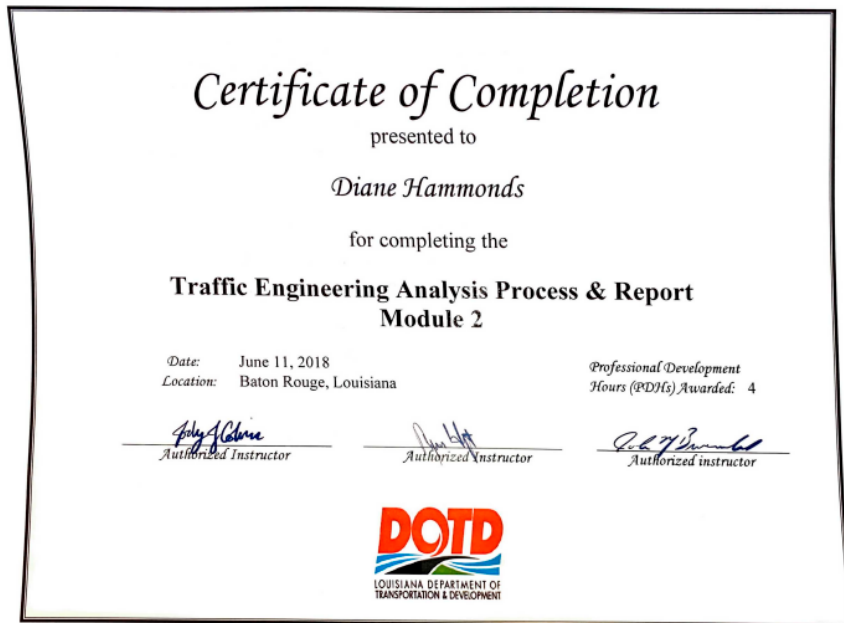 Certificate of Completion
presented to
Diane Hammonds
for completing the
Traffic Engineering Analysis Process & Report
Module 2
Date: June 11, 2018
Location: Baton Rouge, Louisiana
Professional Development
Hours (PDHs) Awarded: 4
Authorized Instructor
Authorized Instructor
Authorized instructor
DOTD
LOUISIANA DEPARTMENT OF
TRANSPORTATION & DEVELOPMENT